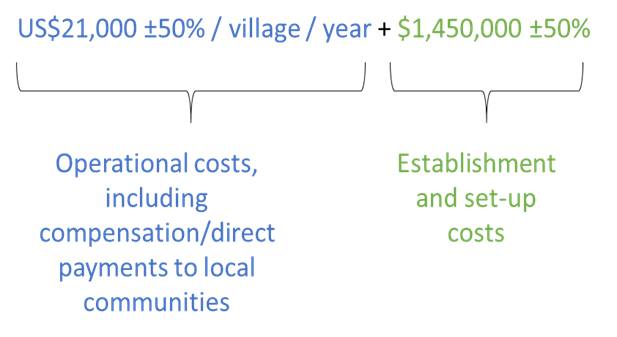 US$21,000 ±50% / village / year + $1,450,000 ±50%
Operational costs,
including
compensation/direct
payments to local
communities
Establishment
and set-up
costs